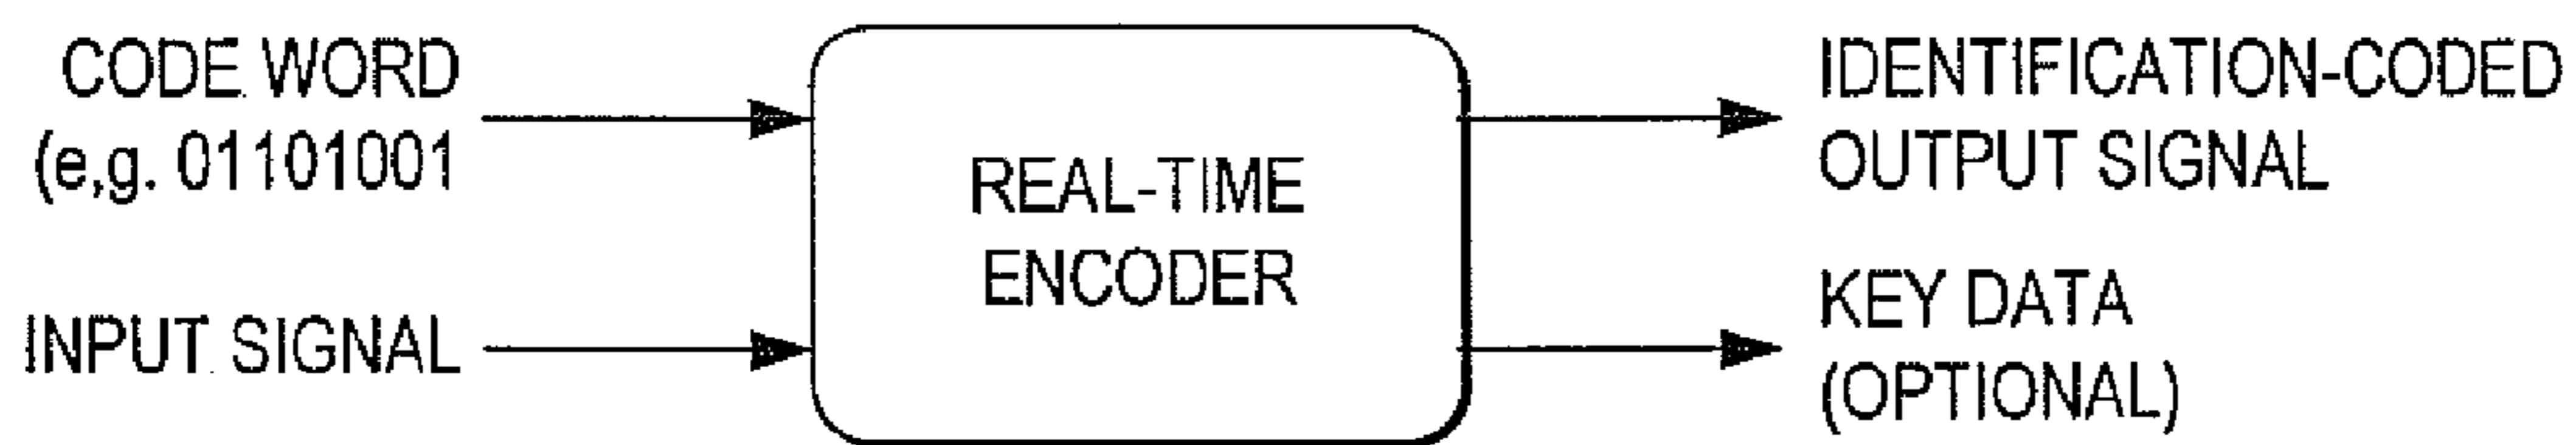 CODE WORD
(e,g. 01101001
INPUT SIGNAL
REAL-TIME
ENCODER
IDENTIFICATION-CODED
OUTPUT SIGNAL
KEY DATA
(OPTIONAL)